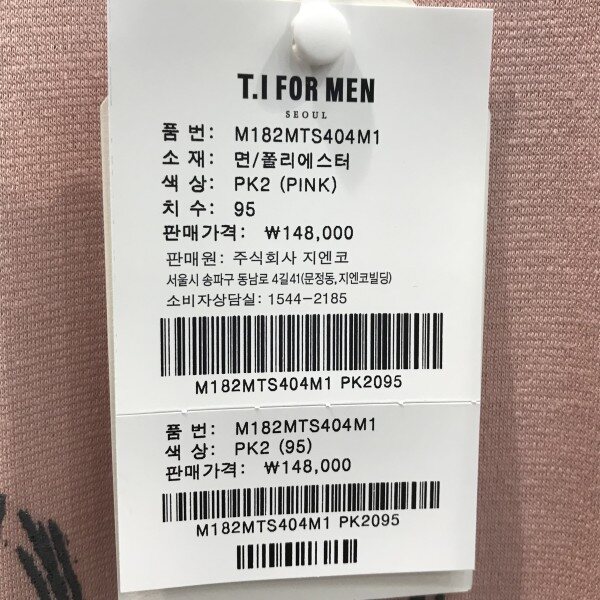 T.I FOR MEN
SEOUL
품 번: M182MTS404M1
소 재: 면/폴리에스터
색 상: PK2 (PINK)
치 수: 95
판매가격: ₩148,000
판매원: 주식회사 지엔코
서울시 송파구 동남로 4길41(문정동,지엔코빌딩)
소비자상담실: 1544-2185
M182MTS404M1 PK2095
품 번: M182MTS404M1
색 상: PK2 (95)
판매가격: ₩148,000
M182MTS404M1 PK2095